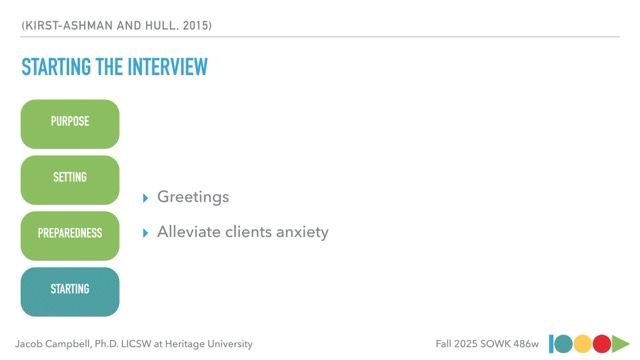 (KIRST-ASHMAN AND HULL, 2015)
STARTING THE INTERVIEW
PURPOSE
SETTING
PREPAREDNESS
STARTING
Greetings
Alleviate clients anxiety
Jacob Campbell, Ph.D. LICSW at Heritage University
Fall 2025 SOWK 486w